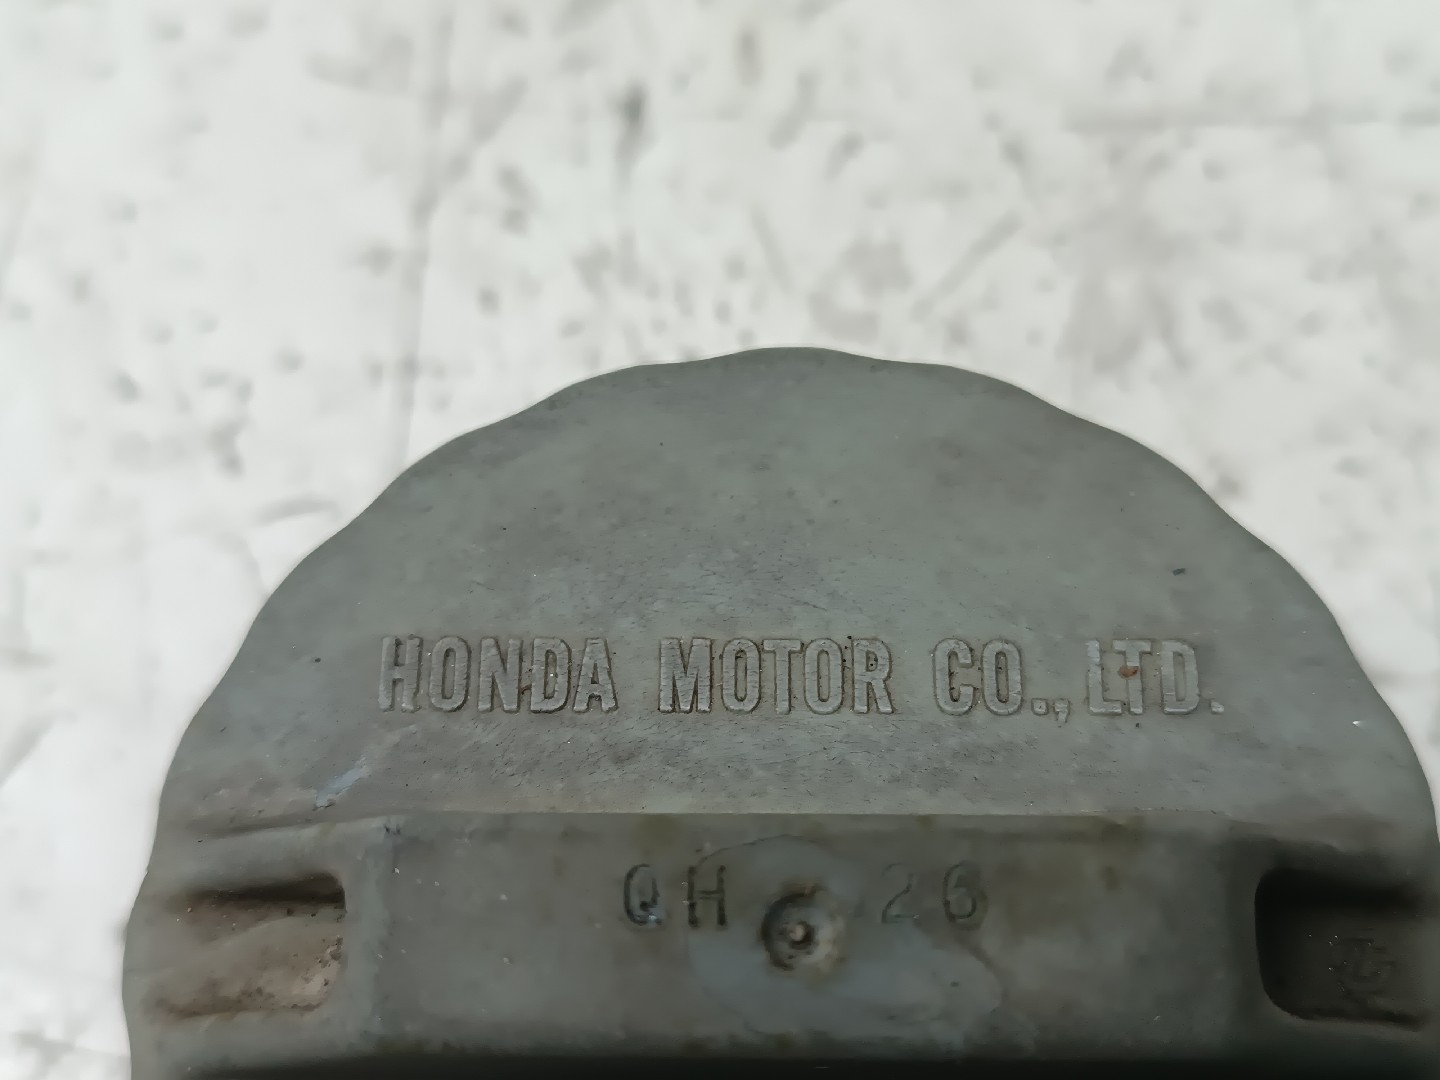 HONDA MOTOR CO., LTD.
QH 26